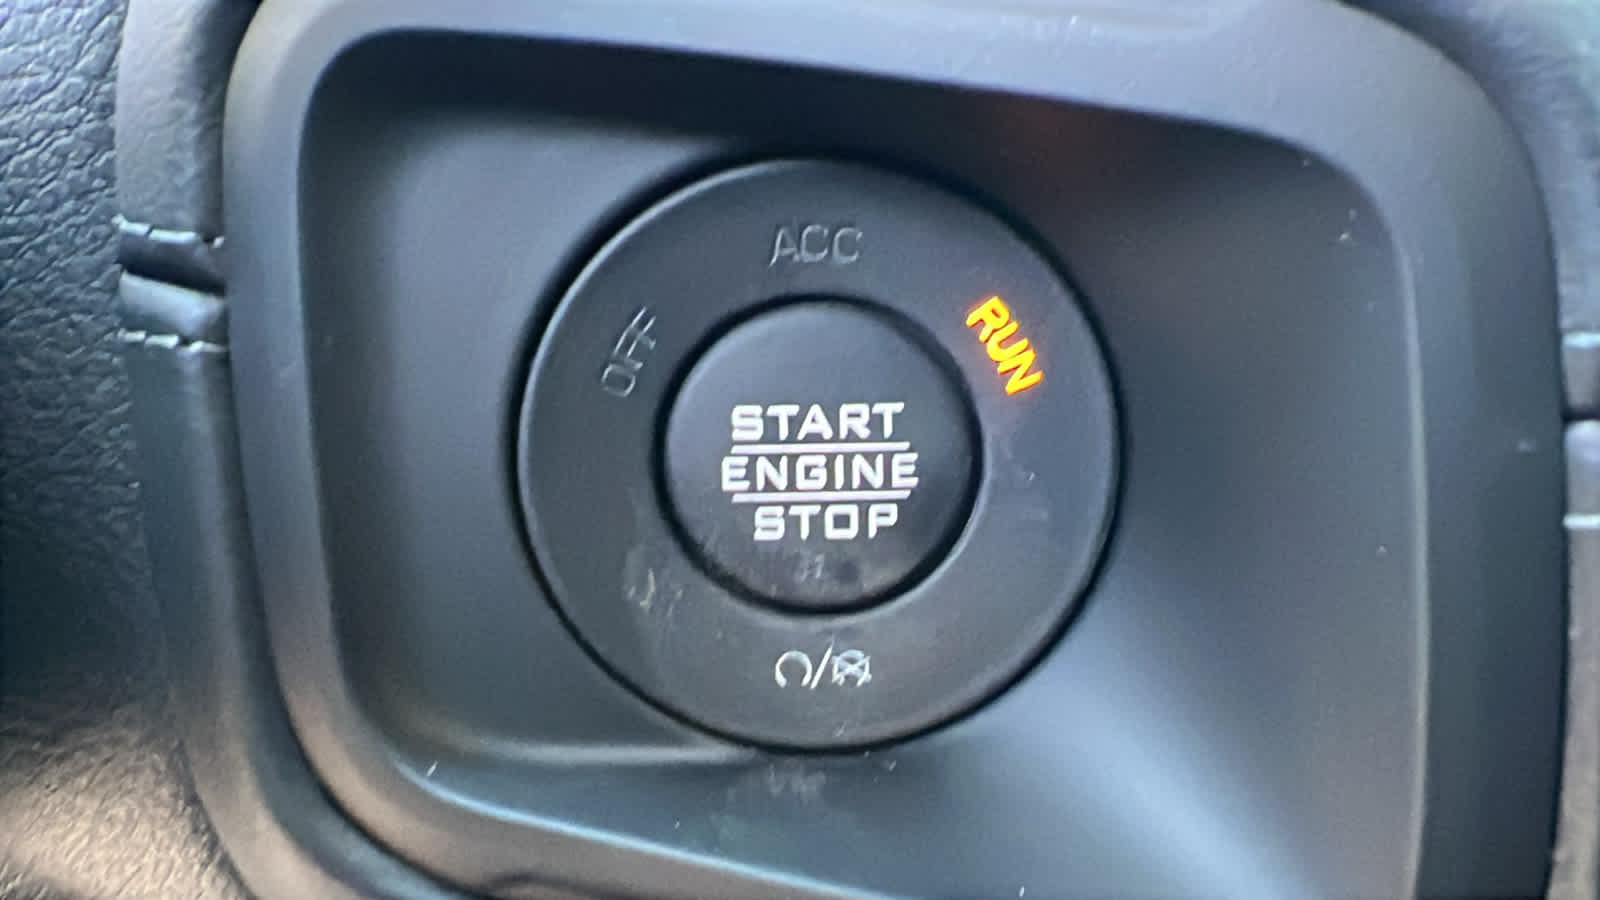 ACC
OFF
RUN
START
ENGINE
STOP